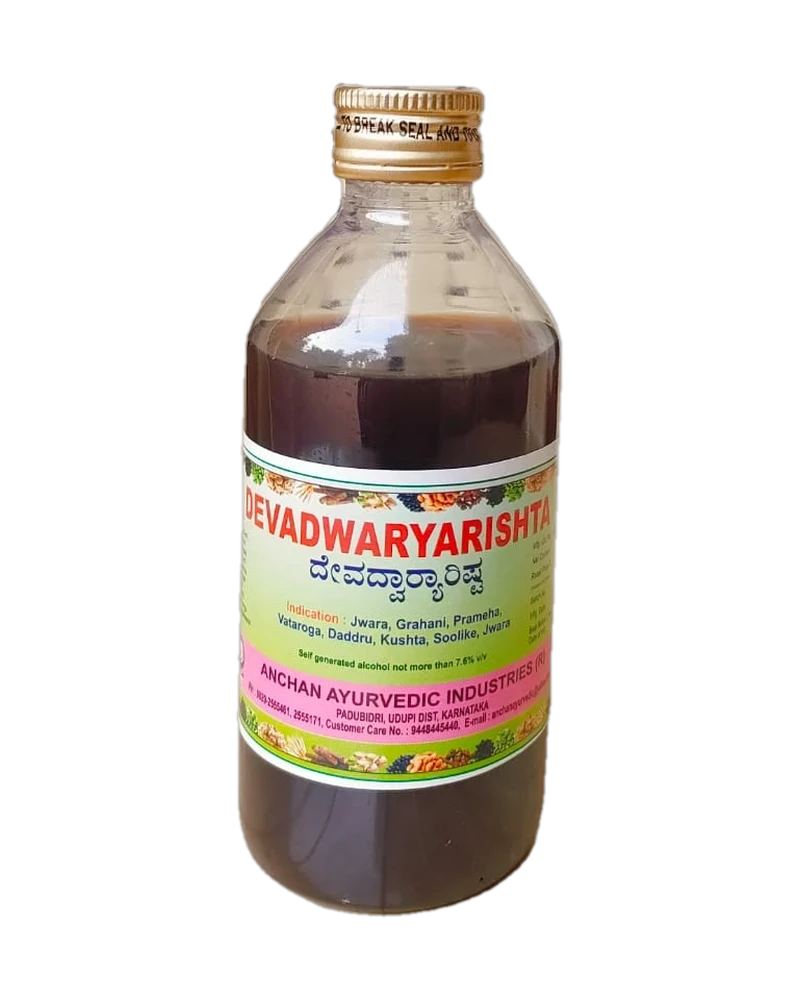 TO BREAK SEAL AND
DEVADWARYARISHTA
ದೇವದ್ವಾರ್‍ಯಾರಿಷ್ಟ
Indication : Jwara, Grahani, Prameha,
Vataroga, Daddru, Kushta, Soolike, Jwara
Self generated alcohol not more than 7.6% v/v
ANCHAN AYURVEDIC INDUSTRIES (R)
PADUBIDRI, UDUPI DIST, KARNATAKA
2555171, Customer Care No. : 9448445440, E-mail :